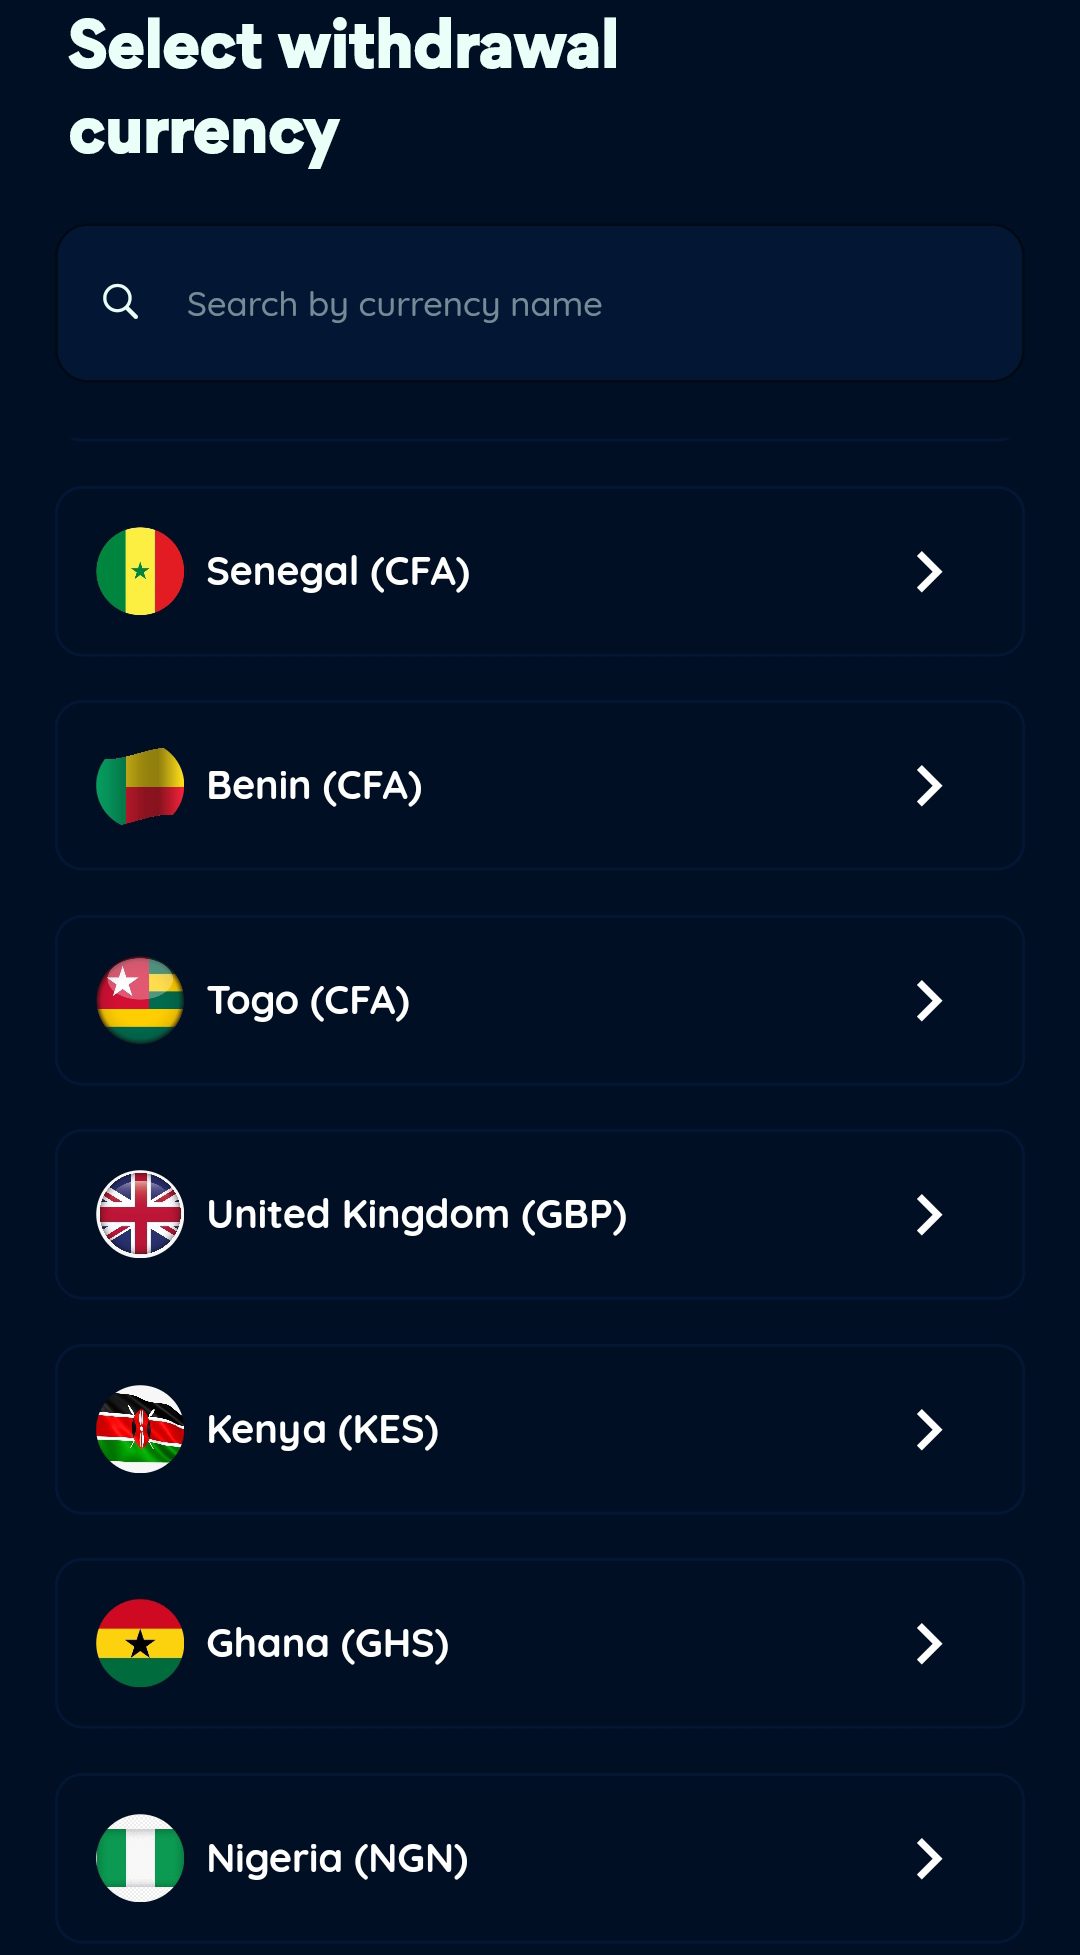 Select withdrawal
currency
Search by currency name
Senegal (CFA)
Benin (CFA)
Togo (CFA)
United Kingdom (GBP)
Kenya (KES)
Ghana (GHS)
Nigeria (NGN)